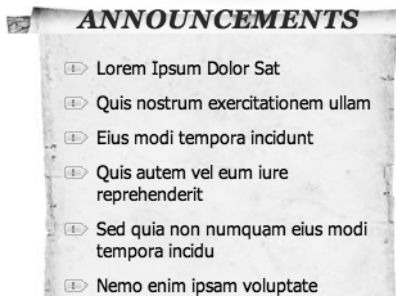 ANNOUNCEMENTS
Lorem Ipsum Dolor Sat
Quis nostrum exercitationem ullam
Eius modi tempora incidunt
Quis autem vel eum iure
reprehenderit
Sed quia non numquam eius modi
tempora incidu
Nemo enim ipsam voluptate